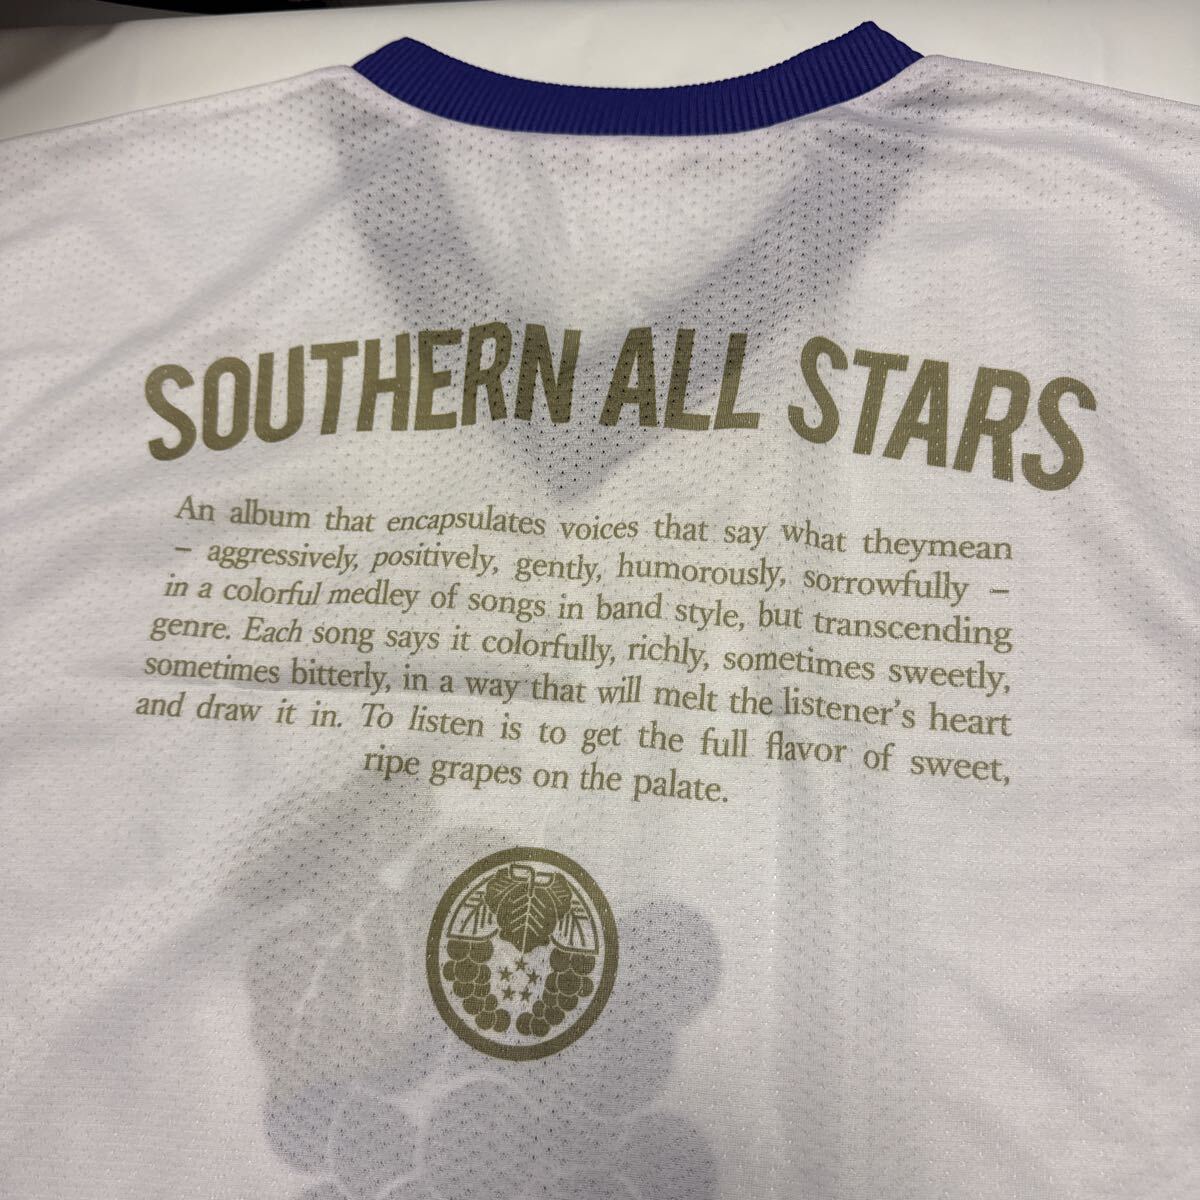 SOUTHERN ALL STARS
An album that encapsulates voices that say what theymean
– aggressively, positively, gently, humorously, sorrowfully –
in a colorful medley of songs in band style, but transcending
genre. Each song says it colorfully, richly, sometimes sweetly,
sometimes bitterly, in a way that will melt the listener's heart
and draw it in. To listen is to get the full flavor of sweet,
ripe grapes on the palate.